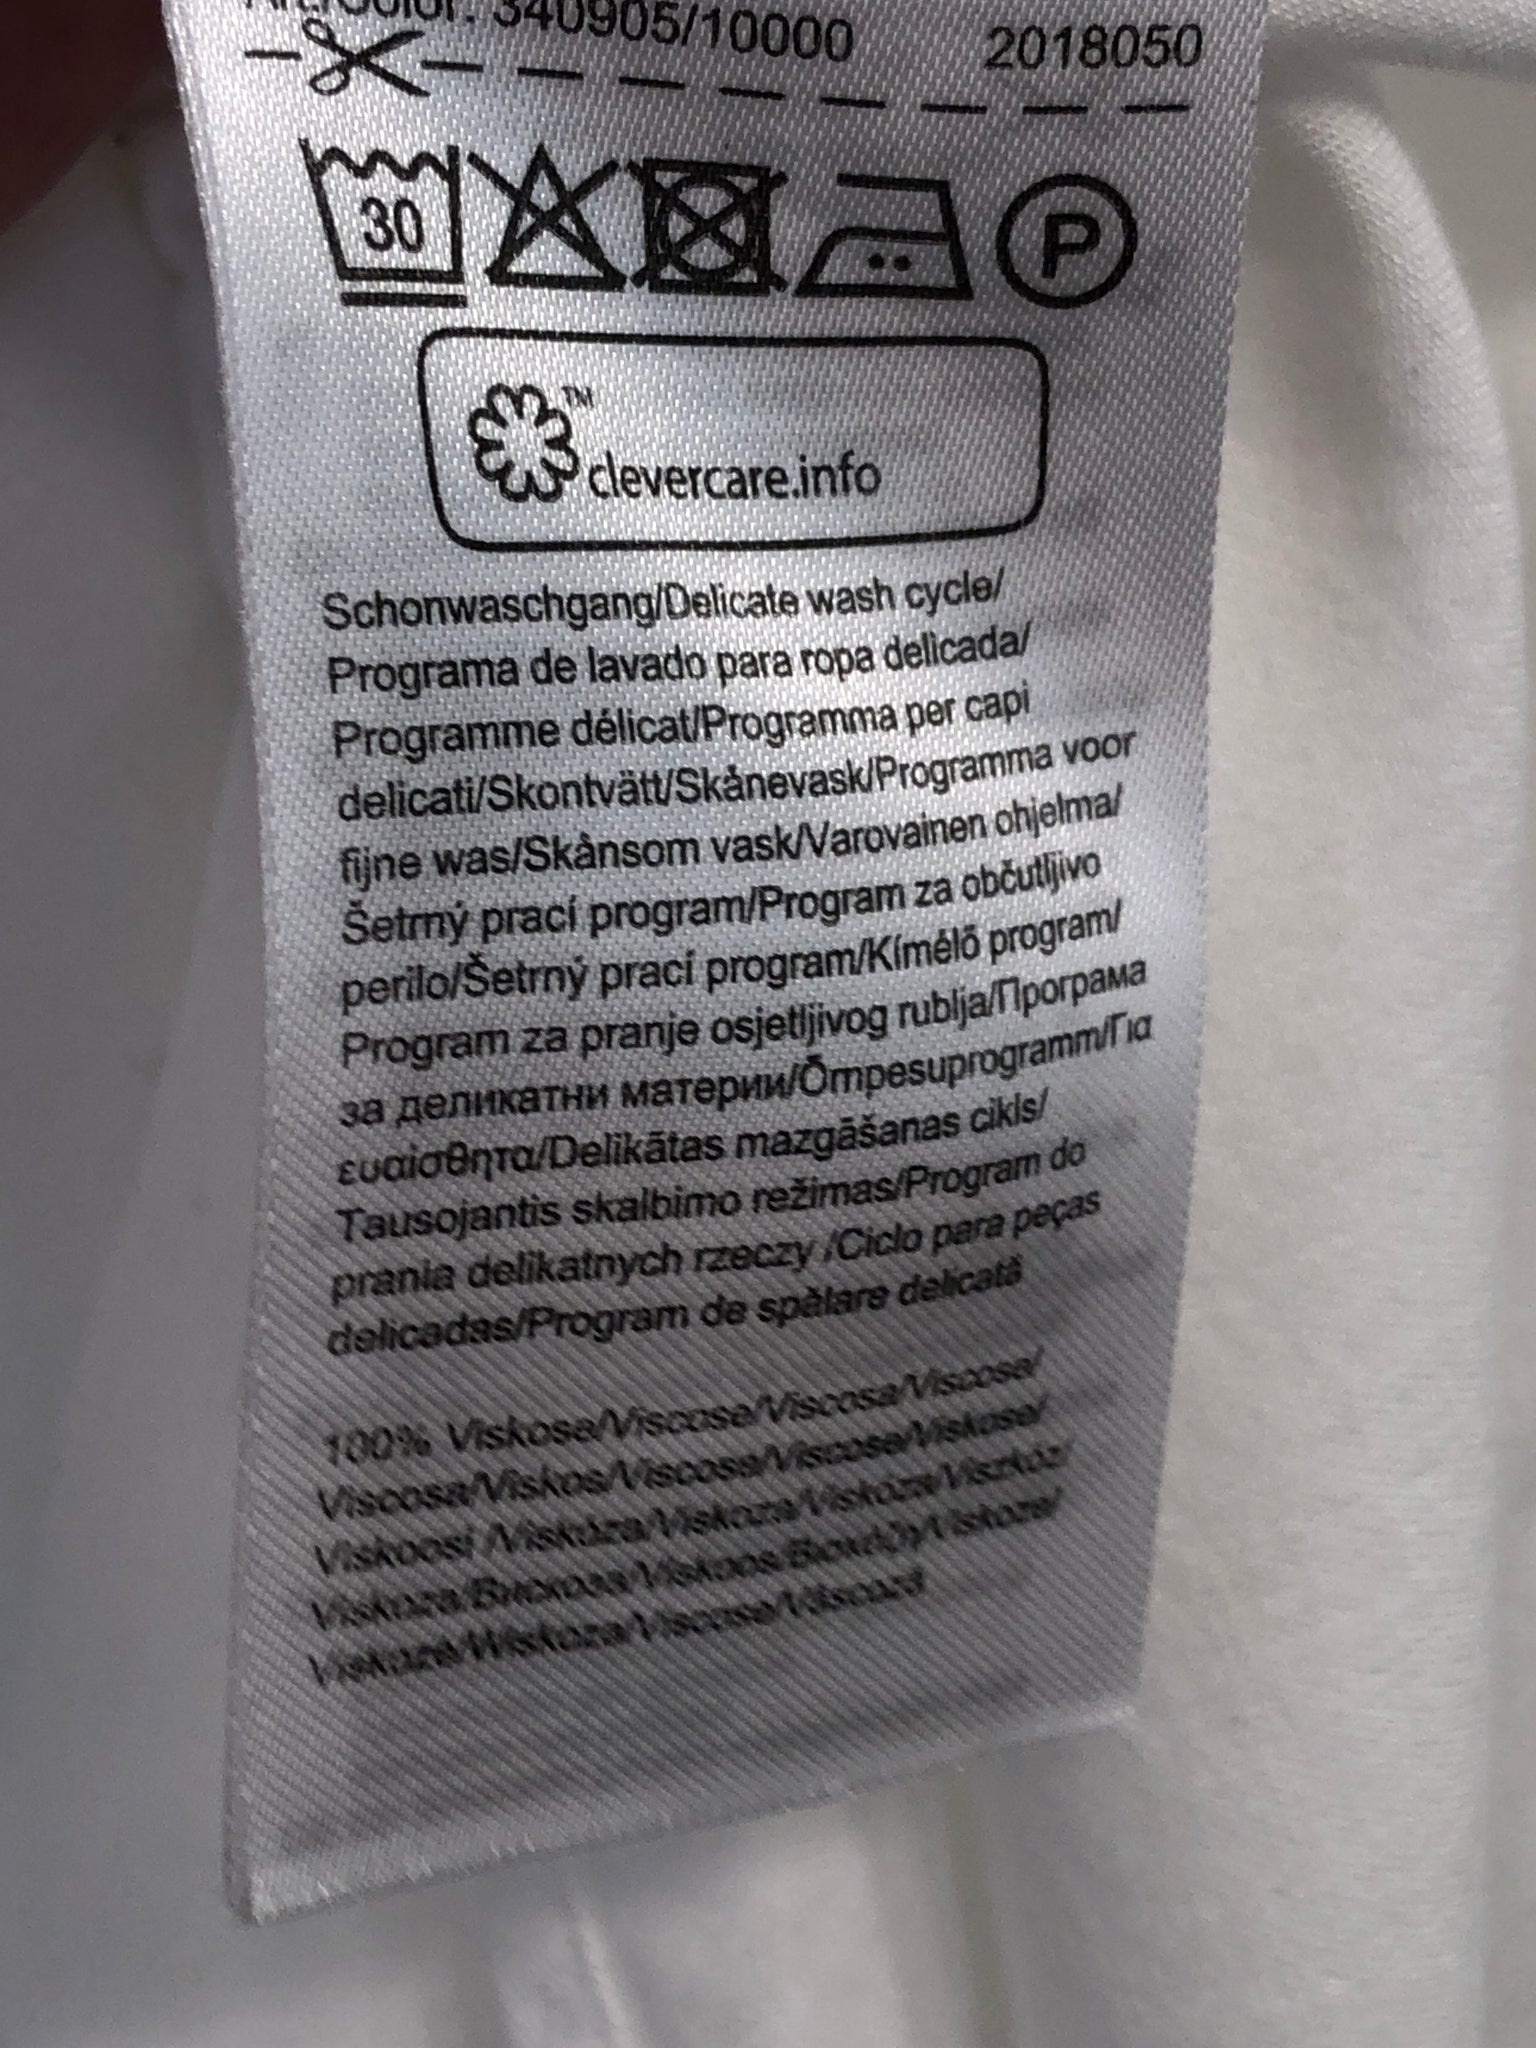 Art/Color: 340905/10000 2018050
30 P
clevercare.info™
Schonwaschgang/Delicate wash cycle/
Programa de lavado para ropa delicada/
Programme délicat/Programma per capi
delicati/Skontvätt/Skånevask/Programma voor
fijne was/Skånsom vask/Varovainen ohjelma/
Šetrný prací program/Program za občutljivo
perilo/Šetrný prací program/Kímélő program/
Program za pranje osjetljivog rublja/Програма
за деликатни материи/Õrnpesuprogramm/Για
ευαίσθητα/Delikātas mazgāšanas cikls/
Tausojantis skalbimo režimas/Program do
prania delikatnych rzeczy /Ciclo para peças
delicadas/Program de spălare delicată
100% Viskose/Viscose/Viscosa/Viscose/
Viscosa/Viskos/Viscose/Viscose/Viskose/
Viskoosi /Viskóza/Viskoza/Viskóza/Viszkóz/
Viskoza/Вискоза/Viskoos/Βισκόζη/Viskoze/
Viskozė/Wiskoza/Viscose/Vâscoză